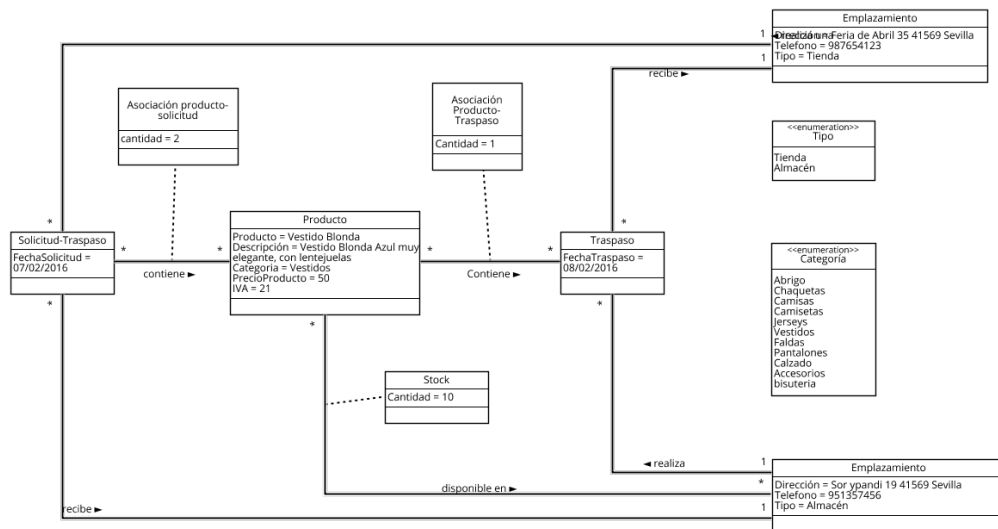 Emplazamiento
Feria de Abril 35 41569 Sevilla
Telefono = 987654123
Tipo = Tienda
1
1
recibe ►
Asociación producto-
solicitud
cantidad = 2
Asociación
Producto-
Traspaso
Cantidad = 1
<<enumeration>>
Tipo
Tienda
Almacén
*
*
Solicitud-Traspaso
FechaSolicitud =
07/02/2016
*
*
contiene ►
*
Producto
Producto = Vestido Blonda
Descripción = Vestido Blonda Azul muy
elegante, con lentejuelas
Categoria = Vestidos
PrecioProducto = 50
IVA = 21
*
*
*
Contiene ►
Traspaso
FechaTraspaso =
08/02/2016
*
<<enumeration>>
Categoría
Abrigo
Chaquetas
Camisas
Camisetas
Jerseys
Vestidos
Faldas
Pantalones
Calzado
Accesorios
bisuteria
Stock
Cantidad = 10
◄ realiza
1
disponible en ►
*
recibe ►
1
Emplazamiento
Dirección = Sor ypandi 19 41569 Sevilla
Telefono = 951357456
Tipo = Almacén